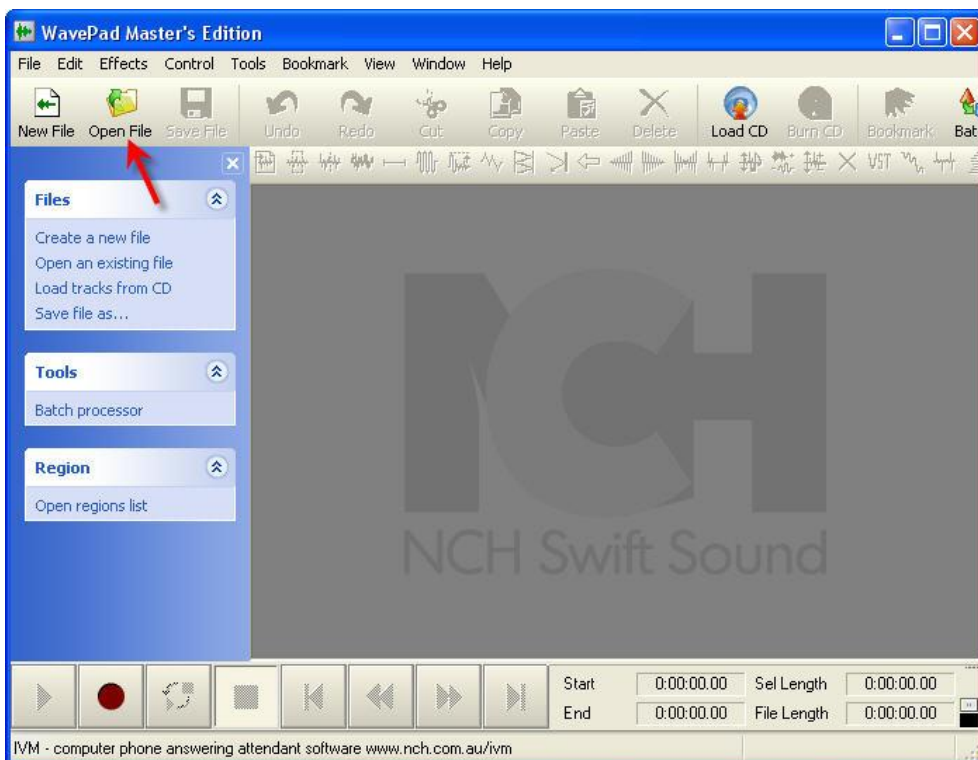 WavePad Master's Edition
File Edit Effects Control Tools Bookmark View Window Help
New File Open File Save File Undo Redo Cut Copy Paste Delete Load CD Burn CD Bookmark Bat
VST
Files
Create a new file
Open an existing file
Load tracks from CD
Save file as...
Tools
Batch processor
Region
Open regions list
NCH
NCH Swift Sound
Start 0:00:00.00 Sel Length 0:00:00.00
End 0:00:00.00 File Length 0:00:00.00
IVM - computer phone answering attendant software www.nch.com.au/ivm